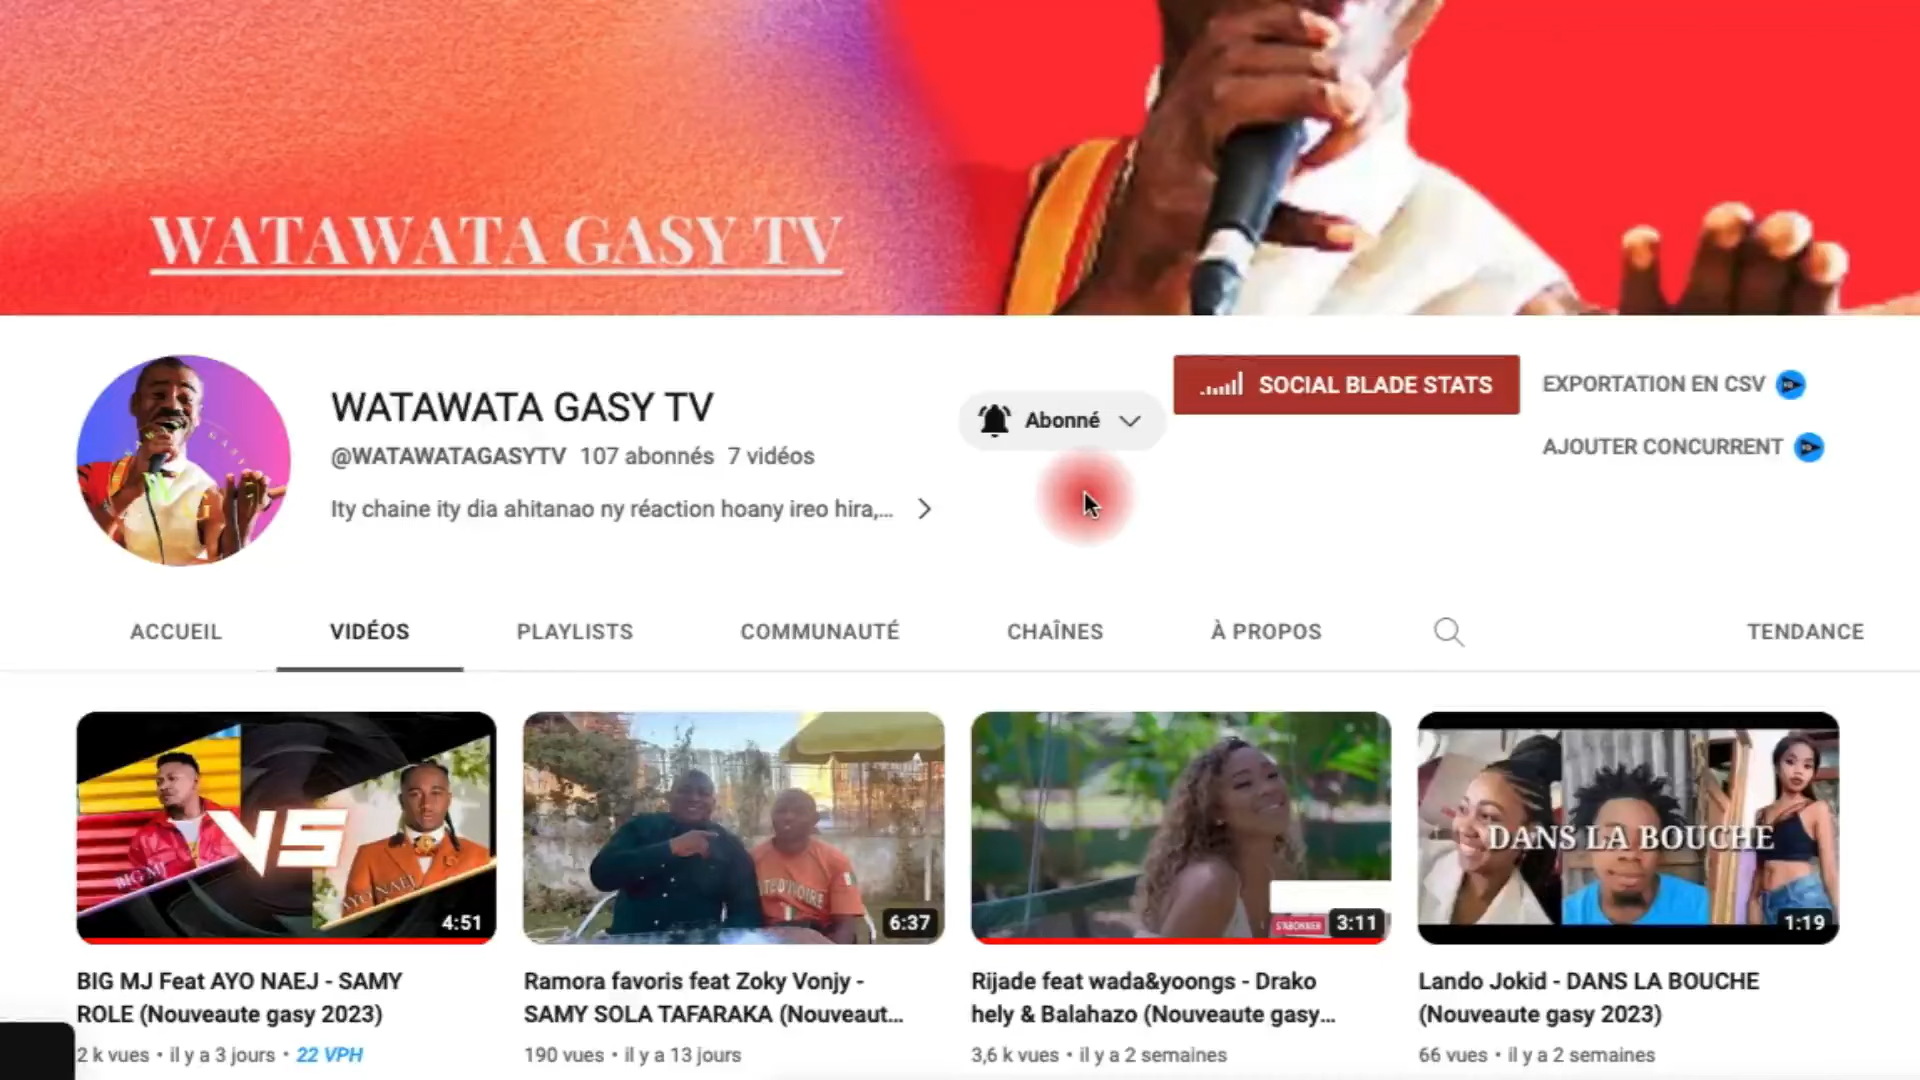 WATAWATA GASY TV
WATAWATA GASY TV
@WATAWATAGASYTV 107 abonnés 7 vidéos
Ity chaine ity dia ahitanao ny réaction hoany ireo hira,...
Abonné
SOCIAL BLADE STATS
EXPORTATION EN CSV
AJOUTER CONCURRENT
ACCUEIL VIDÉOS PLAYLISTS COMMUNAUTÉ CHAÎNES À PROPOS TENDANCE
BIG MJ
VS
AYO NAEJ
4:51
6:37
S'ABONNER
3:11
DANS LA BOUCHE
1:19
BIG MJ Feat AYO NAEJ - SAMY
ROLE (Nouveaute gasy 2023)
2 k vues • il y a 3 jours • 22 VPH
Ramora favoris feat Zoky Vonjy -
SAMY SOLA TAFARAKA (Nouveaut...
190 vues • il y a 13 jours
Rijade feat wada&yoongs - Drako
hely & Balahazo (Nouveaute gasy...
3,6 k vues • il y a 2 semaines
Lando Jokid - DANS LA BOUCHE
(Nouveaute gasy 2023)
66 vues • il y a 2 semaines